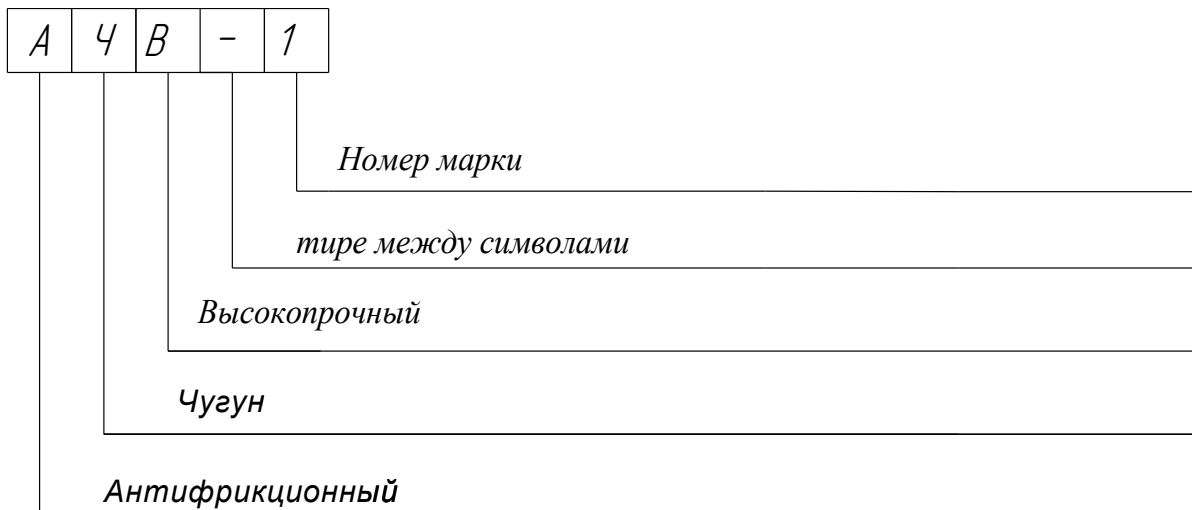 А Ч В - 1
Номер марки
тире между символами
Высокопрочный
Чугун
Антифрикционный